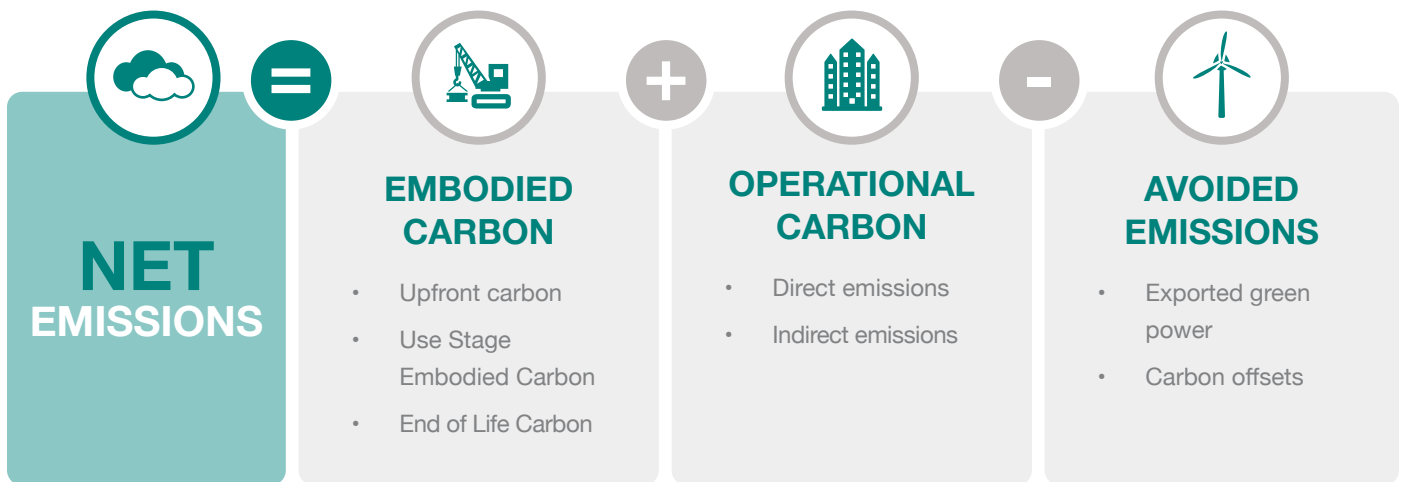 NET
EMISSIONS
=
EMBODIED
CARBON
• Upfront carbon
• Use Stage
Embodied Carbon
• End of Life Carbon
+
OPERATIONAL
CARBON
• Direct emissions
• Indirect emissions
-
AVOIDED
EMISSIONS
• Exported green
power
• Carbon offsets